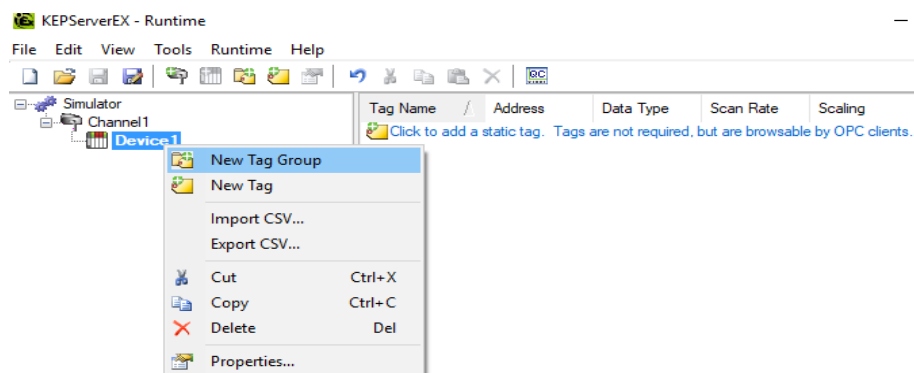 KEPServerEX - Runtime
File Edit View Tools Runtime Help
QC
Simulator
Channel1
Device1
Tag Name / Address Data Type Scan Rate Scaling
Click to add a static tag. Tags are not required, but are browsable by OPC clients.
New Tag Group
New Tag
Import CSV...
Export CSV...
Cut Ctrl+X
Copy Ctrl+C
Delete Del
Properties...